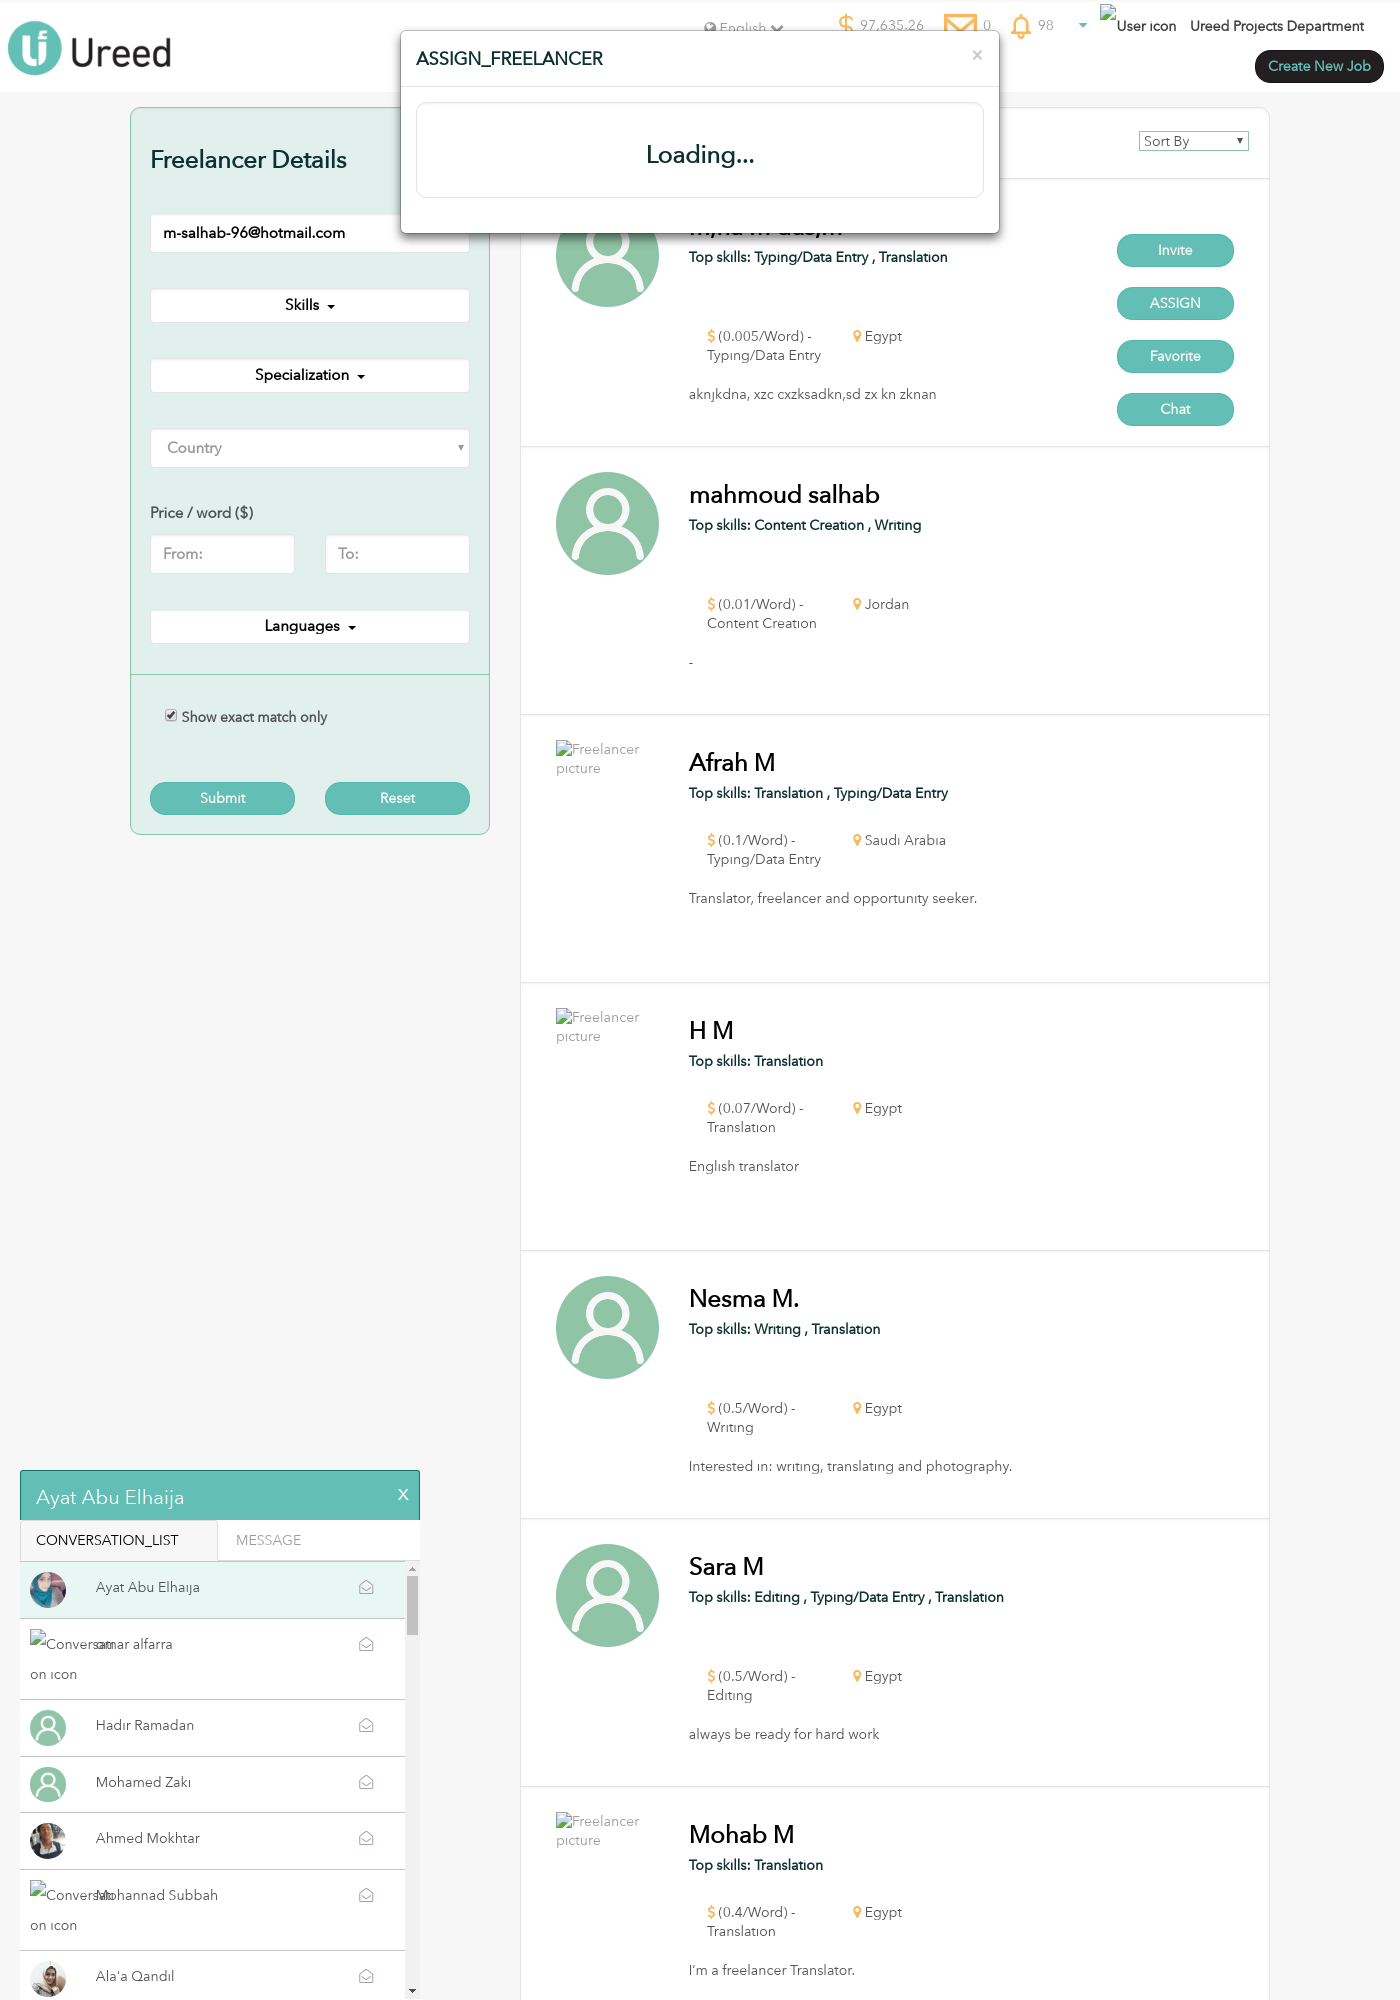 Ureed
English
97,635.26
0
98
User icon
Ureed Projects Department
Create New Job
ASSIGN_FREELANCER
×
Loading...
Freelancer Details
m-salhab-96@hotmail.com
Skills
Specialization
Country
Price / word ($)
From:
To:
Languages
Show exact match only
Submit
Reset
Sort By
Top skills: Typing/Data Entry , Translation
$ (0.005/Word) -
Typing/Data Entry
Egypt
aknjkdna, xzc cxzksadkn,sd zx kn zknan
Invite
ASSIGN
Favorite
Chat
mahmoud salhab
Top skills: Content Creation , Writing
$ (0.01/Word) -
Content Creation
Jordan
-
Freelancer
picture
Afrah M
Top skills: Translation , Typing/Data Entry
$ (0.1/Word) -
Typing/Data Entry
Saudi Arabia
Translator, freelancer and opportunity seeker.
Freelancer
picture
H M
Top skills: Translation
$ (0.07/Word) -
Translation
Egypt
English translator
Nesma M.
Top skills: Writing , Translation
$ (0.5/Word) -
Writing
Egypt
Interested in: writing, translating and photography.
Sara M
Top skills: Editing , Typing/Data Entry , Translation
$ (0.5/Word) -
Editing
Egypt
always be ready for hard work
Freelancer
picture
Mohab M
Top skills: Translation
$ (0.4/Word) -
Translation
Egypt
I'm a freelancer Translator.
Ayat Abu Elhaija
X
CONVERSATION_LIST
MESSAGE
Ayat Abu Elhaija
omar alfarra
on icon
Hadir Ramadan
Mohamed Zaki
Ahmed Mokhtar
Mohannad Subbah
on icon
Ala'a Qandil